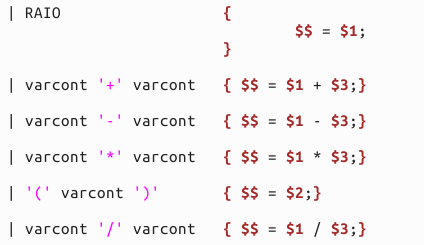 | RAIO {
$$ = $1;
}
| varcont '+' varcont { $$ = $1 + $3;}
| varcont '-' varcont { $$ = $1 - $3;}
| varcont '*' varcont { $$ = $1 * $3;}
| '(' varcont ')' { $$ = $2;}
| varcont '/' varcont { $$ = $1 / $3;}